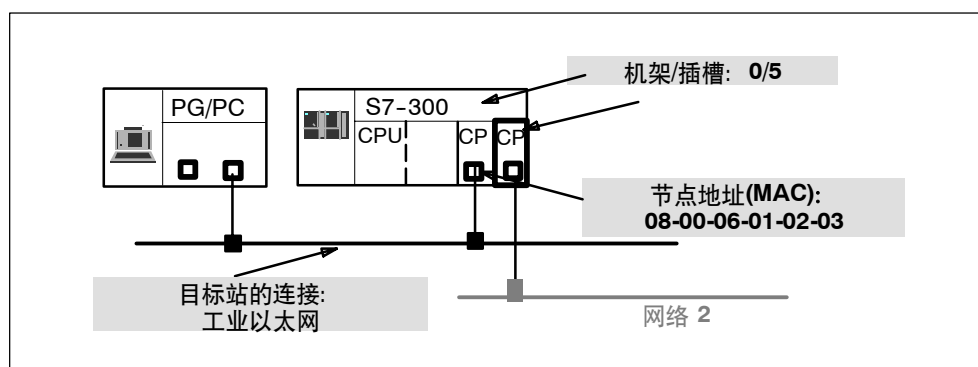 机架/插槽: 0/5
PG/PC
S7-300
CPU
CP
CP
节点地址(MAC):
08-00-06-01-02-03
目标站的连接:
工业以太网
网络 2